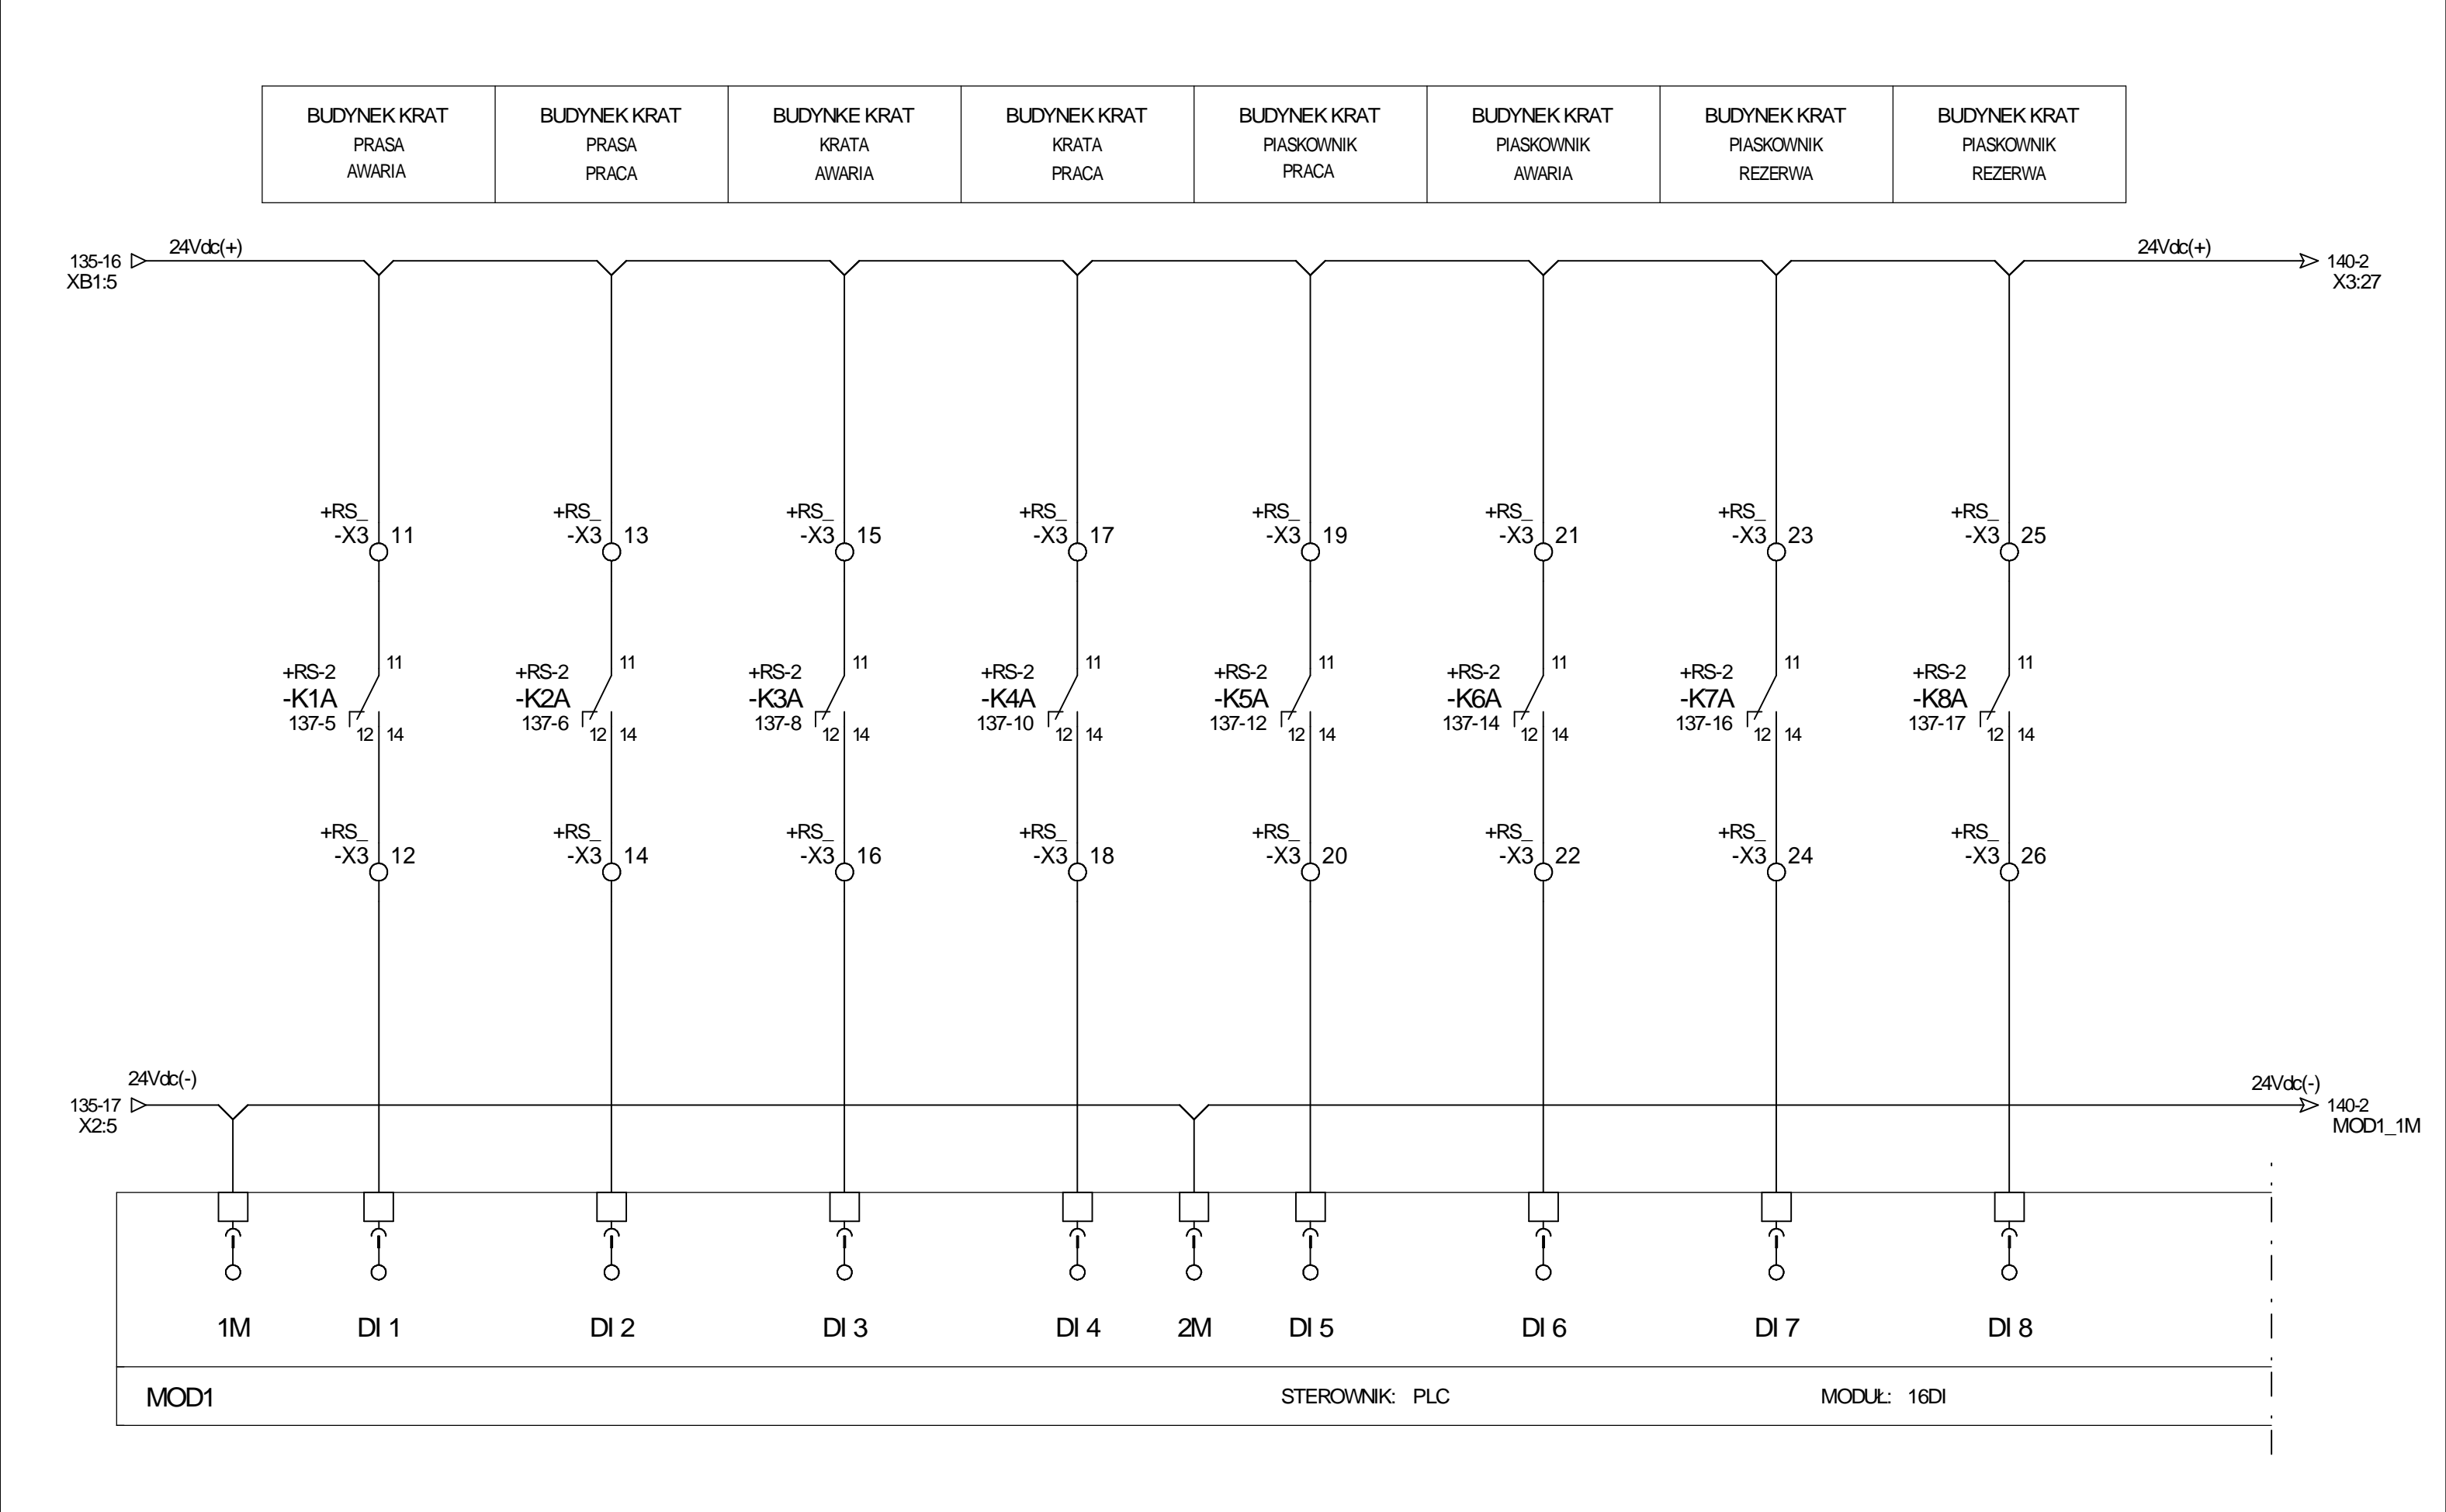 BUDYNEK KRAT
PRASA
AWARIA
BUDYNEK KRAT
PRASA
PRACA
BUDYNKE KRAT
KRATA
AWARIA
BUDYNEK KRAT
KRATA
PRACA
BUDYNEK KRAT
PIASKOWNIK
PRACA
BUDYNEK KRAT
PIASKOWNIK
AWARIA
BUDYNEK KRAT
PIASKOWNIK
REZERWA
BUDYNEK KRAT
PIASKOWNIK
REZERWA
24Vdc(+)
135-16
XB1:5
24Vdc(+)
140-2
X3:27
+RS_
-X3 11
+RS_
-X3 13
+RS_
-X3 15
+RS_
-X3 17
+RS_
-X3 19
+RS_
-X3 21
+RS_
-X3 23
+RS_
-X3 25
+RS-2 11
-K1A
137-5 12 14
+RS-2 11
-K2A
137-6 12 14
+RS-2 11
-K3A
137-8 12 14
+RS-2 11
-K4A
137-10 12 14
+RS-2 11
-K5A
137-12 12 14
+RS-2 11
-K6A
137-14 12 14
+RS-2 11
-K7A
137-16 12 14
+RS-2 11
-K8A
137-17 12 14
+RS_
-X3 12
+RS_
-X3 14
+RS_
-X3 16
+RS_
-X3 18
+RS_
-X3 20
+RS_
-X3 22
+RS_
-X3 24
+RS_
-X3 26
24Vdc(-)
135-17
X2:5
24Vdc(-)
140-2
MOD1_1M
1M DI 1 DI 2 DI 3 DI 4 2M DI 5 DI 6 DI 7 DI 8
MOD1 STEROWNIK: PLC MODUŁ: 16DI